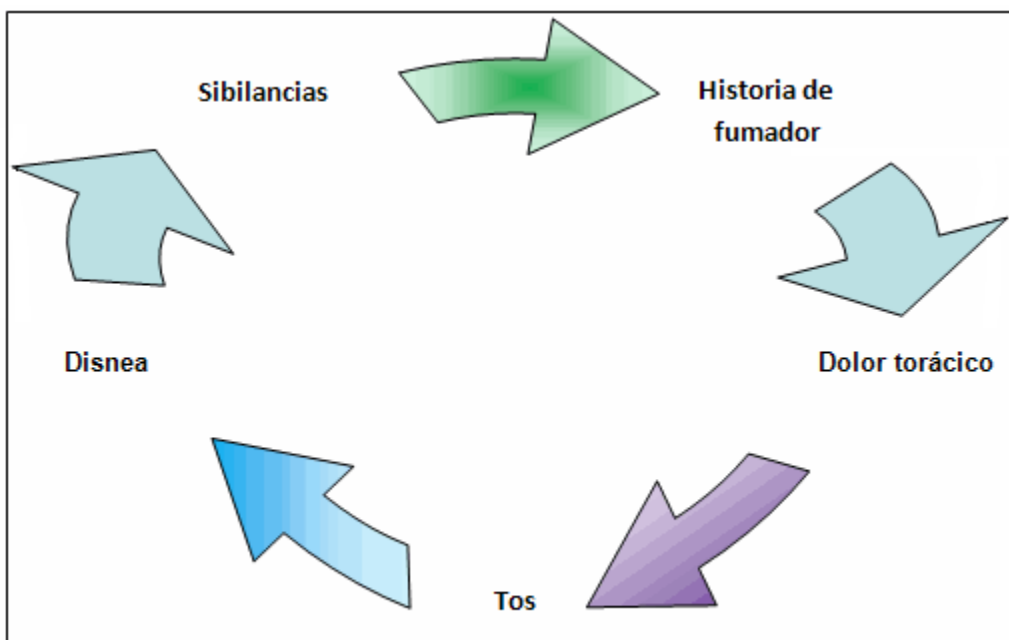 Sibilancias
Historia de
fumador
Disnea
Dolor torácico
Tos